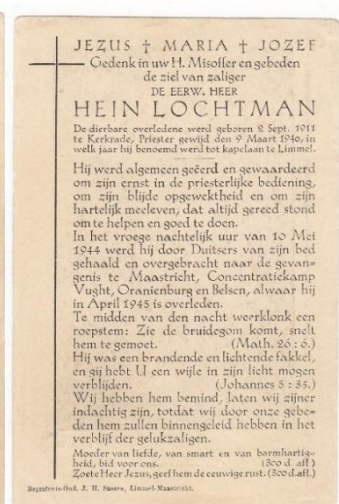 JEZUS † MARIA † JOZEF
Gedenk in uw H. Misoffer en gebeden
de ziel van zaliger
DE EERW. HEER
HEIN LOCHTMAN
De dierbare overledene werd geboren 2 Sept. 1911
te Kerkrade, Priester gewijd den 9 Maart 1940, in
welk jaar hij benoemd werd tot kapelaan te Limmel.
Hij werd algemeen geëerd en gewaardeerd
om zijn ernst in de priesterlijke bediening,
om zijn blijde opgewektheid en om zijn
hartelijk meeleven, dat altijd gereed stond
om te helpen en goed te doen.
In het vroege nachtelijk uur van 10 Mei
1944 werd hij door Duitsers van zijn bed
gehaald en overgebracht naar de gevan-
genis te Maastricht, Concentratiekamp
Vught, Oranienburg en Belsen, alwaar hij
in April 1945 is overleden.
Te midden van den nacht weerklonk een
roepstem: Zie de bruidegom komt, snelt
hem te gemoet. (Math. 26 : 6.)
Hij was een brandende en lichtende fakkel,
en gij hebt U een wijle in zijn licht mogen
verblijden. (Johannes 5 : 35.)
Wij hebben hem bemind, laten wij zijner
indachtig zijn, totdat wij door onze gebe-
den hem zullen binnengeleid hebben in het
verblijf der gelukzaligen.
Moeder van liefde, van smart en van barmhartig-
heid, bid voor ons. (300 d. afl.)
Zoete Heer Jezus, geef hem de eeuwige rust. (300 d. afl.)
Begrafenis-Ond. J. H. Limmel-Maastricht.